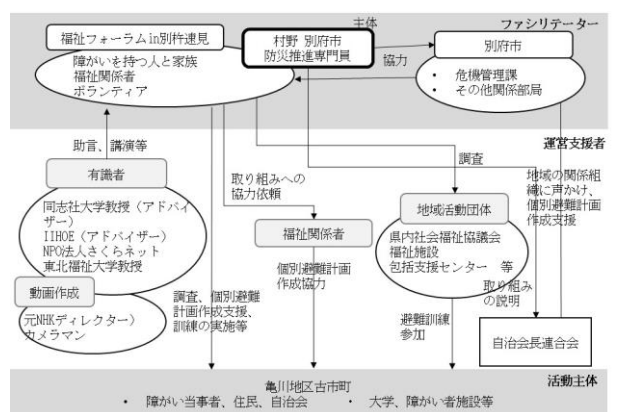 主体
ファシリテーター
福祉フォーラムin別杵速見
障がいを持つ人と家族
福祉関係者
ボランティア
村野 別府市
防災推進専門員
協力
別府市
・ 危機管理課
・ その他関係部局
運営支援者
助言、講演等
有識者
同志社大学教授（アドバイ
ザー）
IIHOE（アドバイザー）
NPO法人さくらネット
東北福祉大学教授
動画作成
元NHKディレクター）
カメラマン
調査、個別避難
計画作成支援、
訓練の実施等
取り組みへの
協力依頼
福祉関係者
個別避難計画
作成協力
調査
地域活動団体
県内社会福祉協議会
福祉施設
包括支援センター 等
避難訓練
参加
地域の関係組
織に声かけ、
個別避難計画
作成支援
取り組み
の説明
自治会長連合会
活動主体
亀川地区古市町
・ 障がい当事者、住民、自治会
・ 大学、障がい者施設等